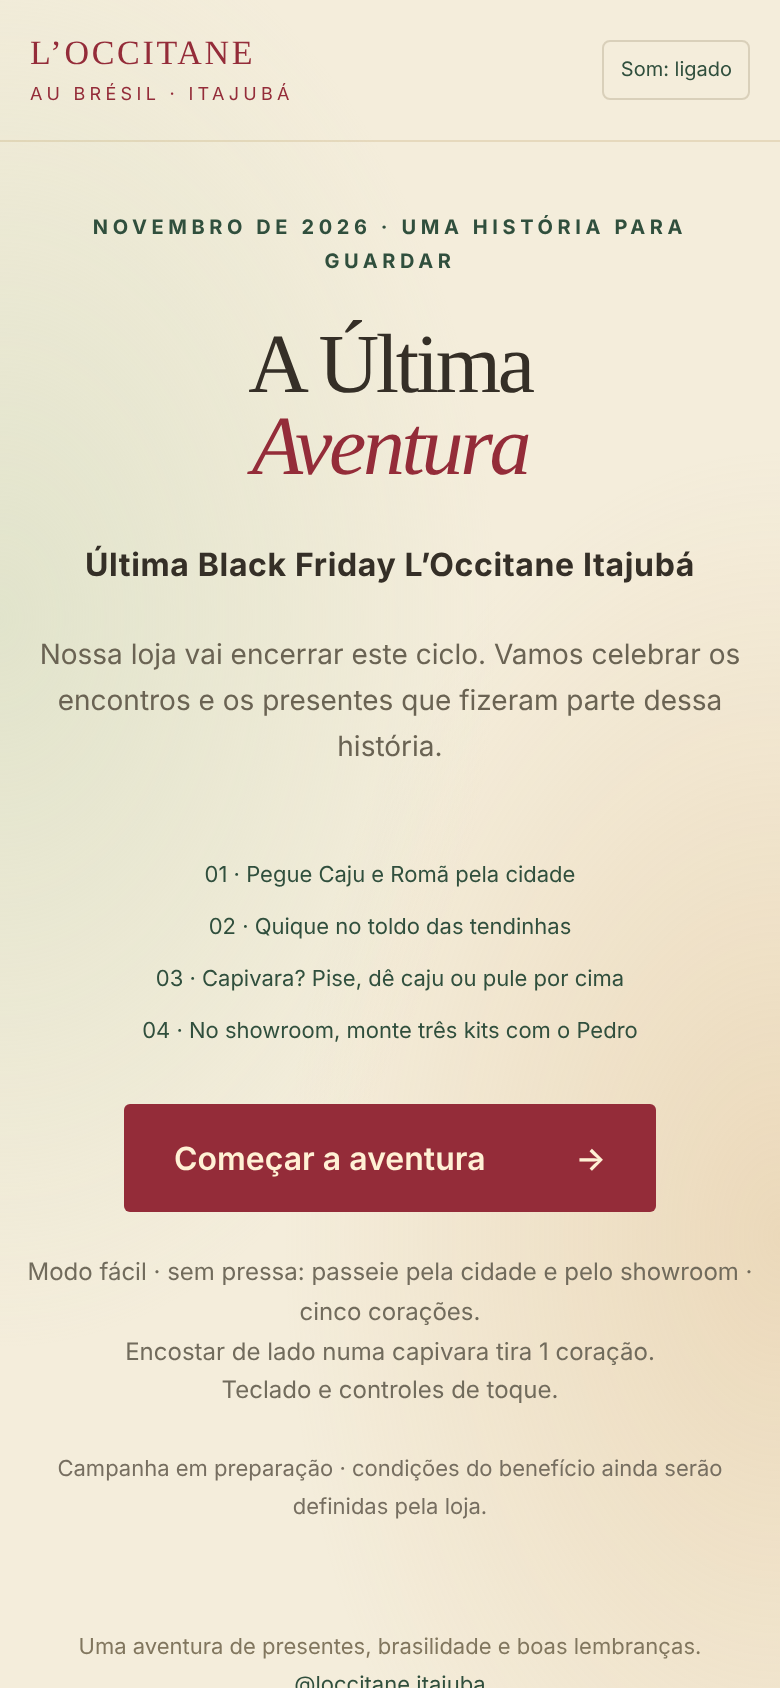 L’OCCITANE
AU BRÉSIL · ITAJUBÁ
Som: ligado
NOVEMBRO DE 2026 · UMA HISTÓRIA PARA
GUARDAR
A Última
Aventura
Última Black Friday L’Occitane Itajubá
Nossa loja vai encerrar este ciclo. Vamos celebrar os
encontros e os presentes que fizeram parte dessa
história.
01 · Pegue Caju e Romã pela cidade
02 · Quique no toldo das tendinhas
03 · Capivara? Pise, dê caju ou pule por cima
04 · No showroom, monte três kits com o Pedro
Começar a aventura →
Modo fácil · sem pressa: passeie pela cidade e pelo showroom ·
cinco corações.
Encostar de lado numa capivara tira 1 coração.
Teclado e controles de toque.
Campanha em preparação · condições do benefício ainda serão
definidas pela loja.
Uma aventura de presentes, brasilidade e boas lembranças.
@loccitane.itajuba